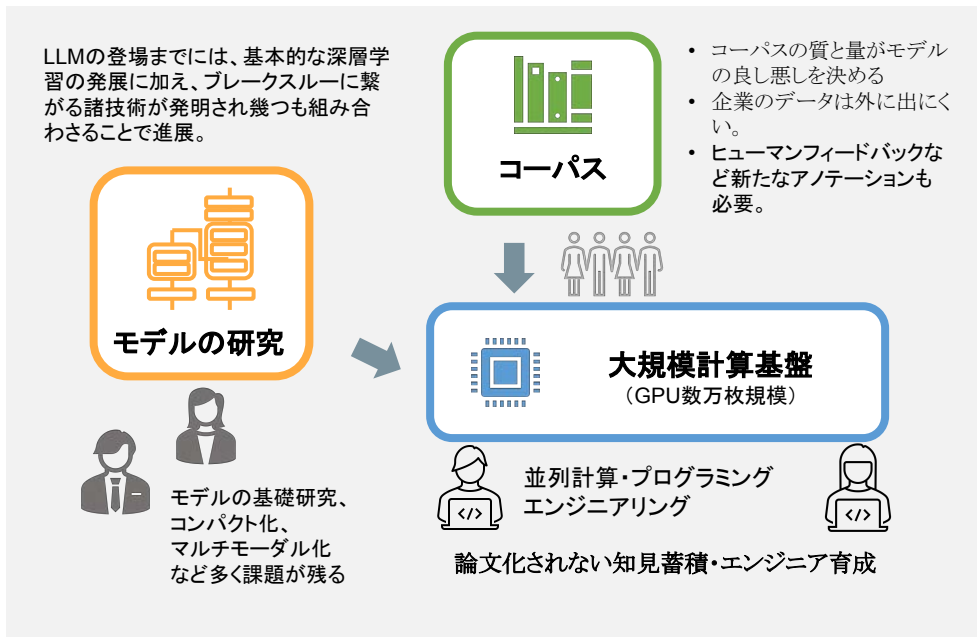 LLMの登場までには、基本的な深層学
習の発展に加え、ブレークスルーに繋
がる諸技術が発明され幾つも組み合
わさることで進展。
コーパス
• コーパスの質と量がモデル
の良し悪しを決める
• 企業のデータは外に出にく
い。
• ヒューマンフィードバックな
ど新たなアノテーションも
必要。
モデルの研究
大規模計算基盤
（GPU数万枚規模）
モデルの基礎研究、
コンパクト化、
マルチモーダル化
など多く課題が残る
</>
</>
並列計算・プログラミング
エンジニアリング
論文化されない知見蓄積・エンジニア育成